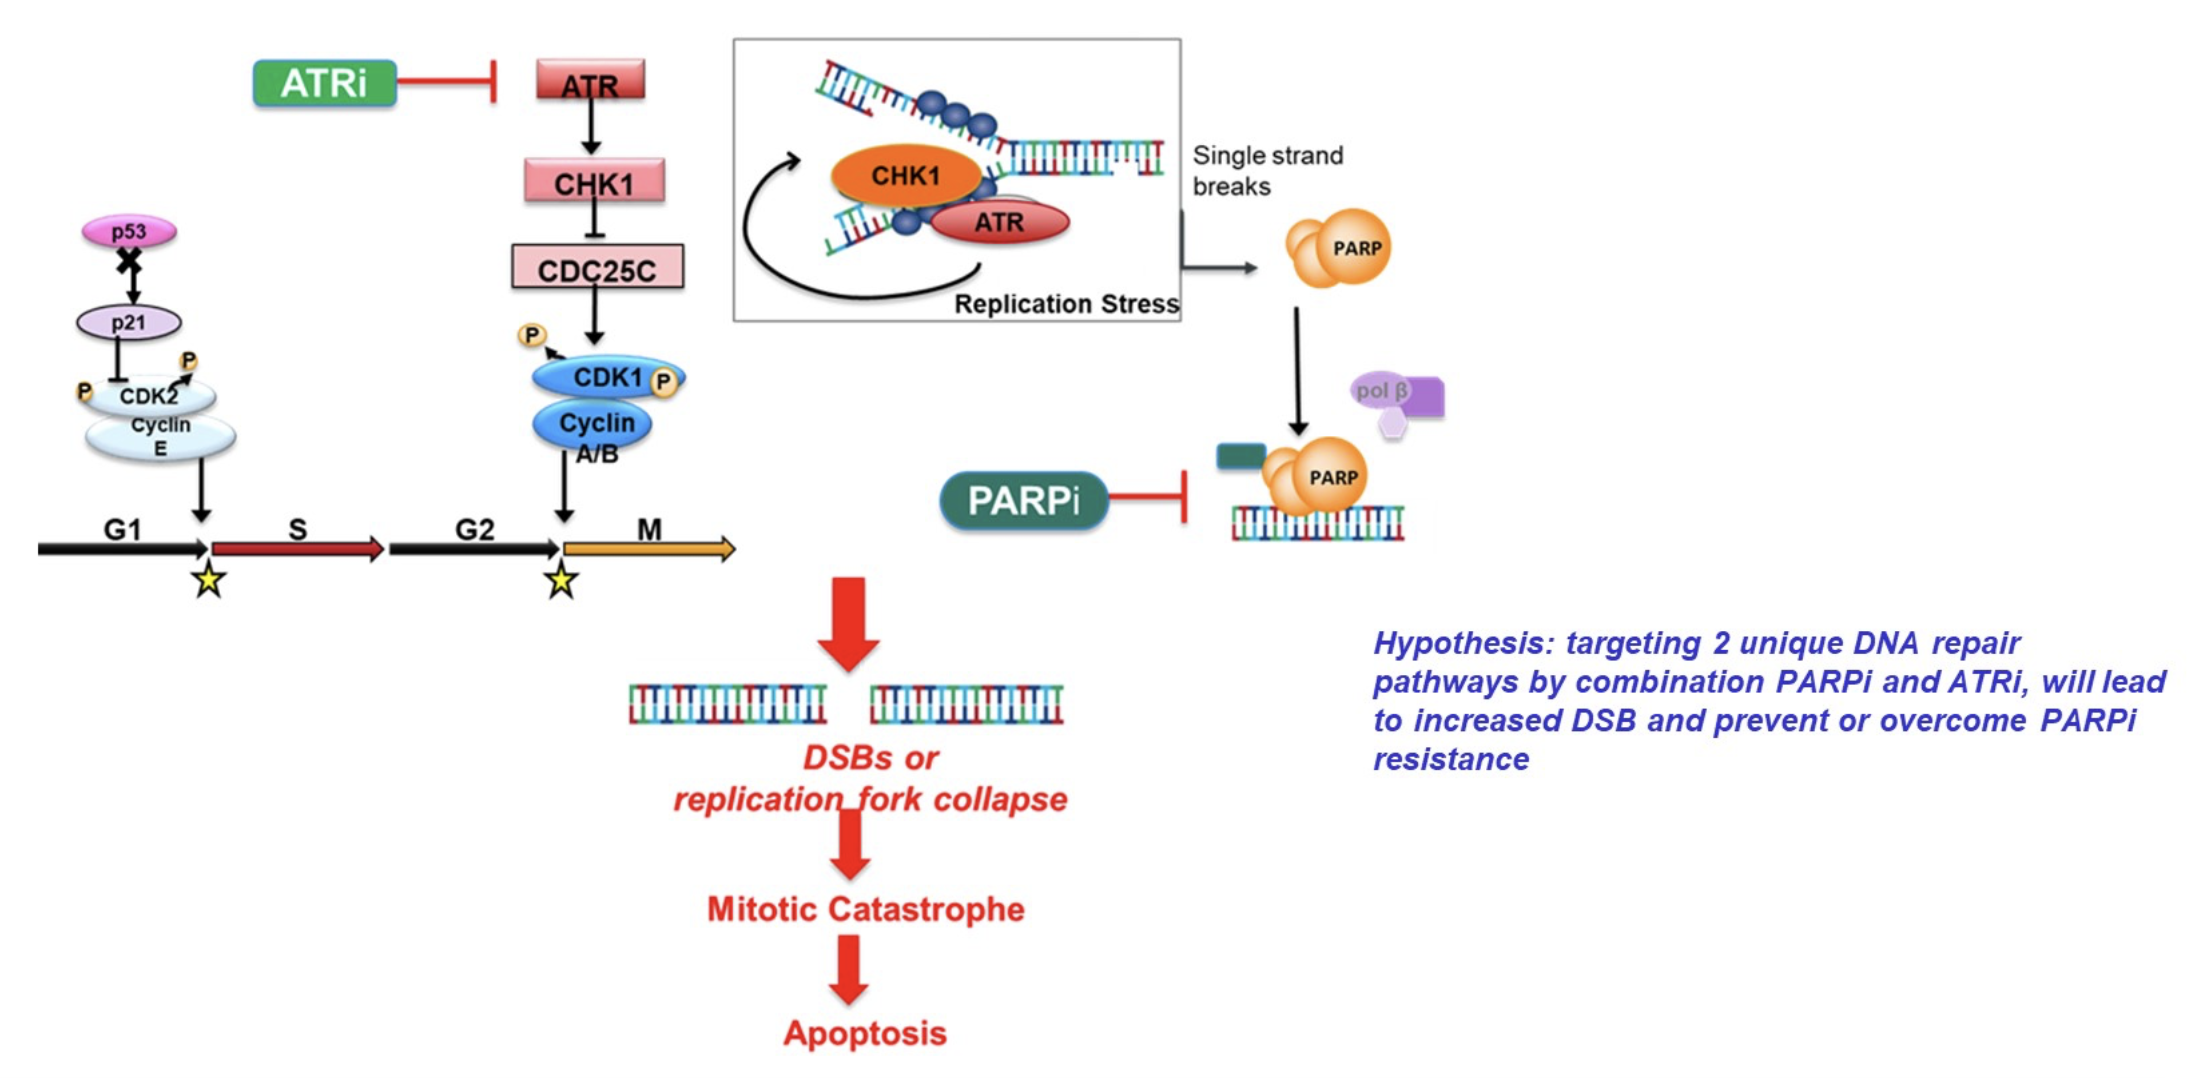 ATRi
ATR
CHK1
CDC25C
P
CDK1
P
Cyclin
A/B
p53
p21
P
P
CDK2
Cyclin
E
G1
S
G2
M
CHK1
ATR
Replication Stress
Single strand
breaks
PARP
pol β
PARP
PARPi
DSBs or
replication fork collapse
Mitotic Catastrophe
Apoptosis
Hypothesis: targeting 2 unique DNA repair
pathways by combination PARPi and ATRi, will lead
to increased DSB and prevent or overcome PARPi
resistance